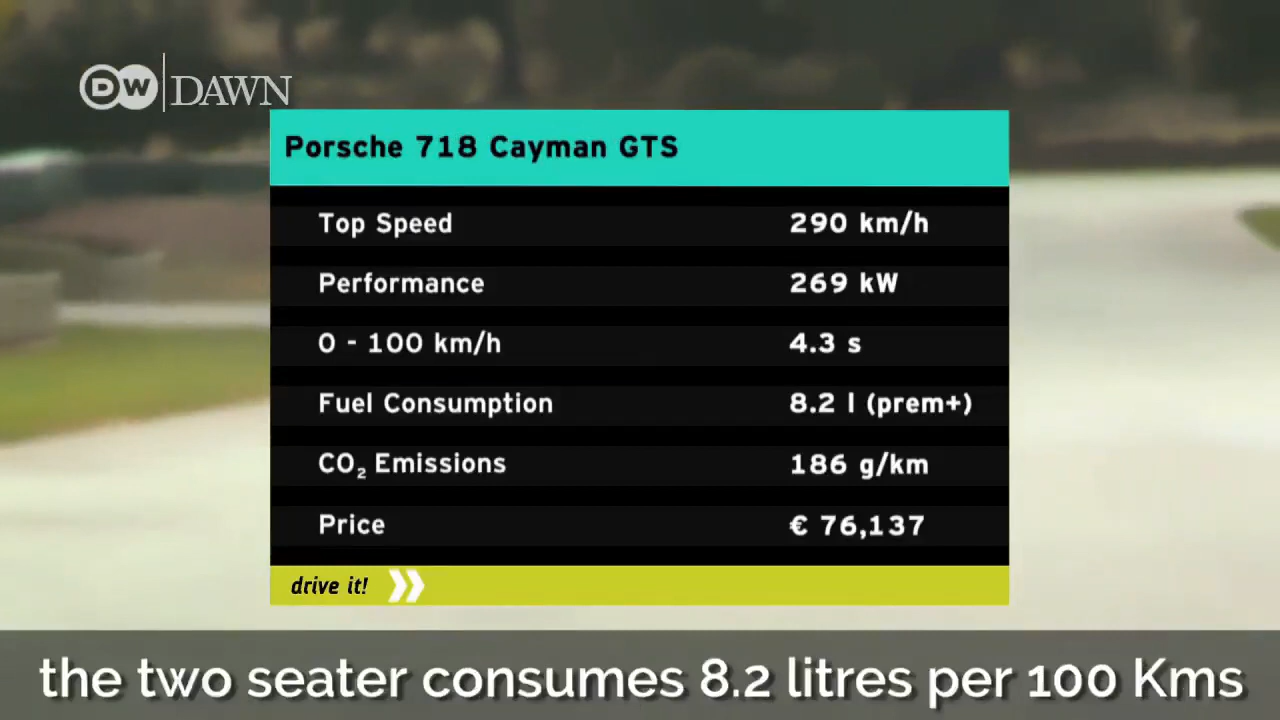 DW DAWN
Porsche 718 Cayman GTS
Top Speed 290 km/h
Performance 269 kW
0 - 100 km/h 4.3 s
Fuel Consumption 8.2 l (prem+)
CO₂ Emissions 186 g/km
Price € 76,137
drive it!
the two seater consumes 8.2 litres per 100 Kms